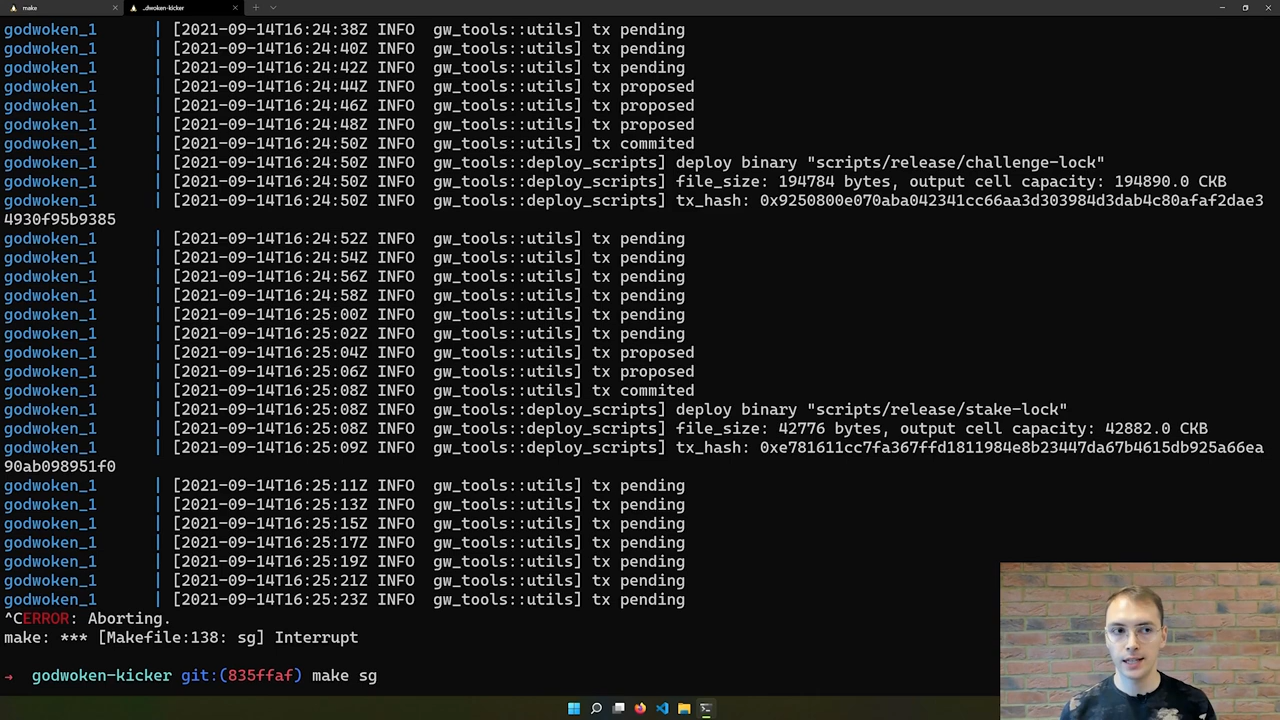 make
..dwoken-kicker
godwoken_1 | [2021-09-14T16:24:38Z INFO gw_tools::utils] tx pending
godwoken_1 | [2021-09-14T16:24:40Z INFO gw_tools::utils] tx pending
godwoken_1 | [2021-09-14T16:24:42Z INFO gw_tools::utils] tx pending
godwoken_1 | [2021-09-14T16:24:44Z INFO gw_tools::utils] tx proposed
godwoken_1 | [2021-09-14T16:24:46Z INFO gw_tools::utils] tx proposed
godwoken_1 | [2021-09-14T16:24:48Z INFO gw_tools::utils] tx proposed
godwoken_1 | [2021-09-14T16:24:50Z INFO gw_tools::utils] tx commited
godwoken_1 | [2021-09-14T16:24:50Z INFO gw_tools::deploy_scripts] deploy binary "scripts/release/challenge-lock"
godwoken_1 | [2021-09-14T16:24:50Z INFO gw_tools::deploy_scripts] file_size: 194784 bytes, output cell capacity: 194890.0 CKB
godwoken_1 | [2021-09-14T16:24:50Z INFO gw_tools::deploy_scripts] tx_hash: 0x9250800e070aba042341cc66aa3d303984d3dab4c80afaf2dae3
4930f95b9385
godwoken_1 | [2021-09-14T16:24:52Z INFO gw_tools::utils] tx pending
godwoken_1 | [2021-09-14T16:24:54Z INFO gw_tools::utils] tx pending
godwoken_1 | [2021-09-14T16:24:56Z INFO gw_tools::utils] tx pending
godwoken_1 | [2021-09-14T16:24:58Z INFO gw_tools::utils] tx pending
godwoken_1 | [2021-09-14T16:25:00Z INFO gw_tools::utils] tx pending
godwoken_1 | [2021-09-14T16:25:02Z INFO gw_tools::utils] tx pending
godwoken_1 | [2021-09-14T16:25:04Z INFO gw_tools::utils] tx proposed
godwoken_1 | [2021-09-14T16:25:06Z INFO gw_tools::utils] tx proposed
godwoken_1 | [2021-09-14T16:25:08Z INFO gw_tools::utils] tx commited
godwoken_1 | [2021-09-14T16:25:08Z INFO gw_tools::deploy_scripts] deploy binary "scripts/release/stake-lock"
godwoken_1 | [2021-09-14T16:25:08Z INFO gw_tools::deploy_scripts] file_size: 42776 bytes, output cell capacity: 42882.0 CKB
godwoken_1 | [2021-09-14T16:25:09Z INFO gw_tools::deploy_scripts] tx_hash: 0xe781611cc7fa367ffd1811984e8b23447da67b4615db925a66ea
90ab098951f0
godwoken_1 | [2021-09-14T16:25:11Z INFO gw_tools::utils] tx pending
godwoken_1 | [2021-09-14T16:25:13Z INFO gw_tools::utils] tx pending
godwoken_1 | [2021-09-14T16:25:15Z INFO gw_tools::utils] tx pending
godwoken_1 | [2021-09-14T16:25:17Z INFO gw_tools::utils] tx pending
godwoken_1 | [2021-09-14T16:25:19Z INFO gw_tools::utils] tx pending
godwoken_1 | [2021-09-14T16:25:21Z INFO gw_tools::utils] tx pending
godwoken_1 | [2021-09-14T16:25:23Z INFO gw_tools::utils] tx pending
^CERROR: Aborting.
make: *** [Makefile:138: sg] Interrupt
→ godwoken-kicker git:(835ffaf) make sg